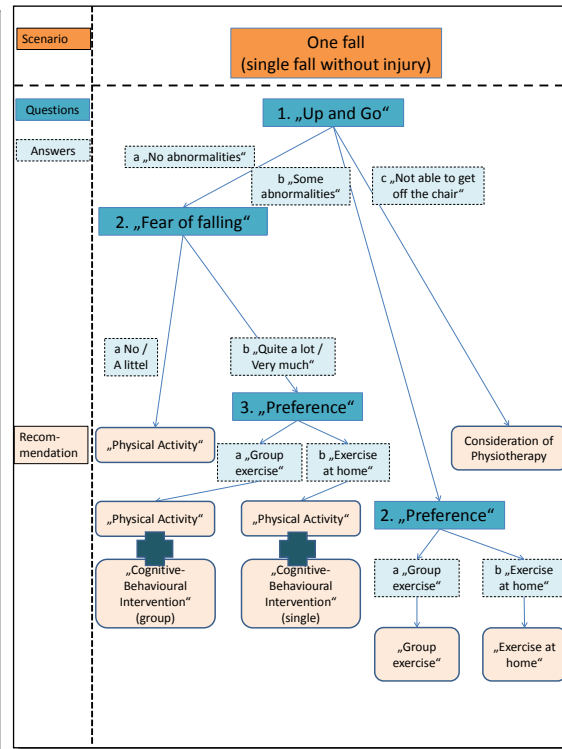 Scenario
One fall
(single fall without injury)
Questions
1. „Up and Go“
Answers
a „No abnormalities“
b „Some
abnormalities“
c „Not able to get
off the chair“
2. „Fear of falling“
a No /
A littel
b „Quite a lot /
Very much“
3. „Preference“
Recom-
mendation
„Physical Activity“
a „Group
exercise“
b „Exercise
at home“
Consideration of
Physiotherapy
„Physical Activity“
„Physical Activity“
2. „Preference“
„Cognitive-
Behavioural
Intervention“
(group)
„Cognitive-
Behavioural
Intervention“
(single)
a „Group
exercise“
b „Exercise
at home“
„Group
exercise“
„Exercise at
home“